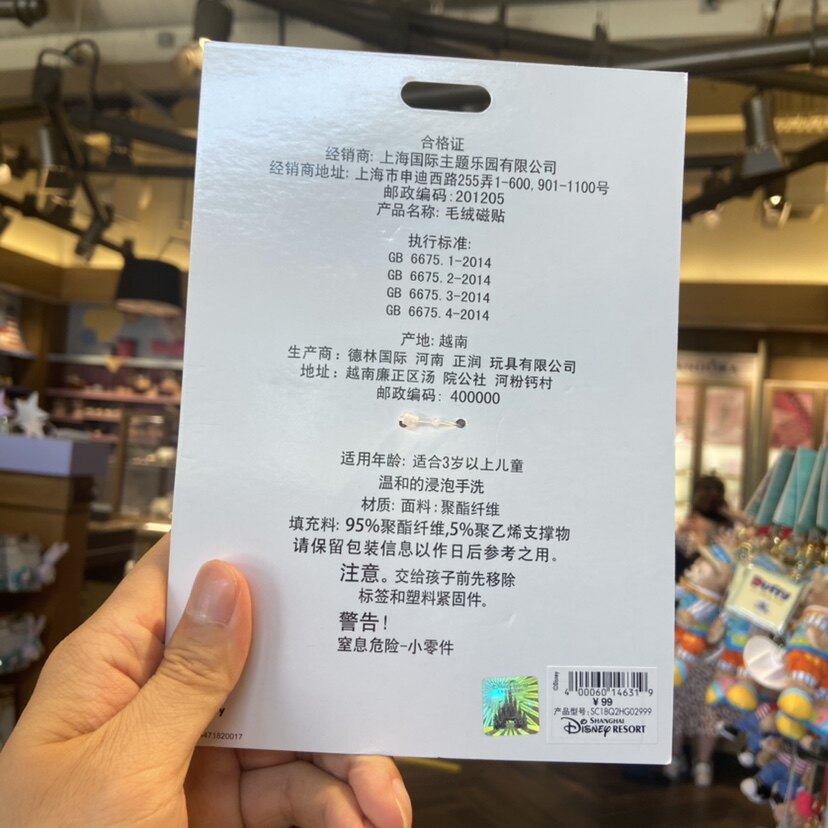 合格证
经销商: 上海国际主题乐园有限公司
经销商地址: 上海市申迪西路255弄1-600,901-1100号
邮政编码:201205
产品名称: 毛绒磁贴
执行标准:
GB 6675.1-2014
GB 6675.2-2014
GB 6675.3-2014
GB 6675.4-2014
产地: 越南
生产商: 德林国际 河南 正润 玩具有限公司
地址: 越南廉正区汤 院公社 河粉钙村
邮政编码: 400000
适用年龄: 适合3岁以上儿童
温和的浸泡手洗
材质: 面料: 聚酯纤维
填充料: 95%聚酯纤维,5%聚乙烯支撑物
请保留包装信息以作日后参考之用。
注意。交给孩子前先移除
标签和塑料紧固件。
警告!
窒息危险-小零件
©Disney
4 00060 14631 9
¥ 99
产品型号: SC18Q2HG02999
SHANGHAI
DISNEY RESORT
471820017
DUFFY